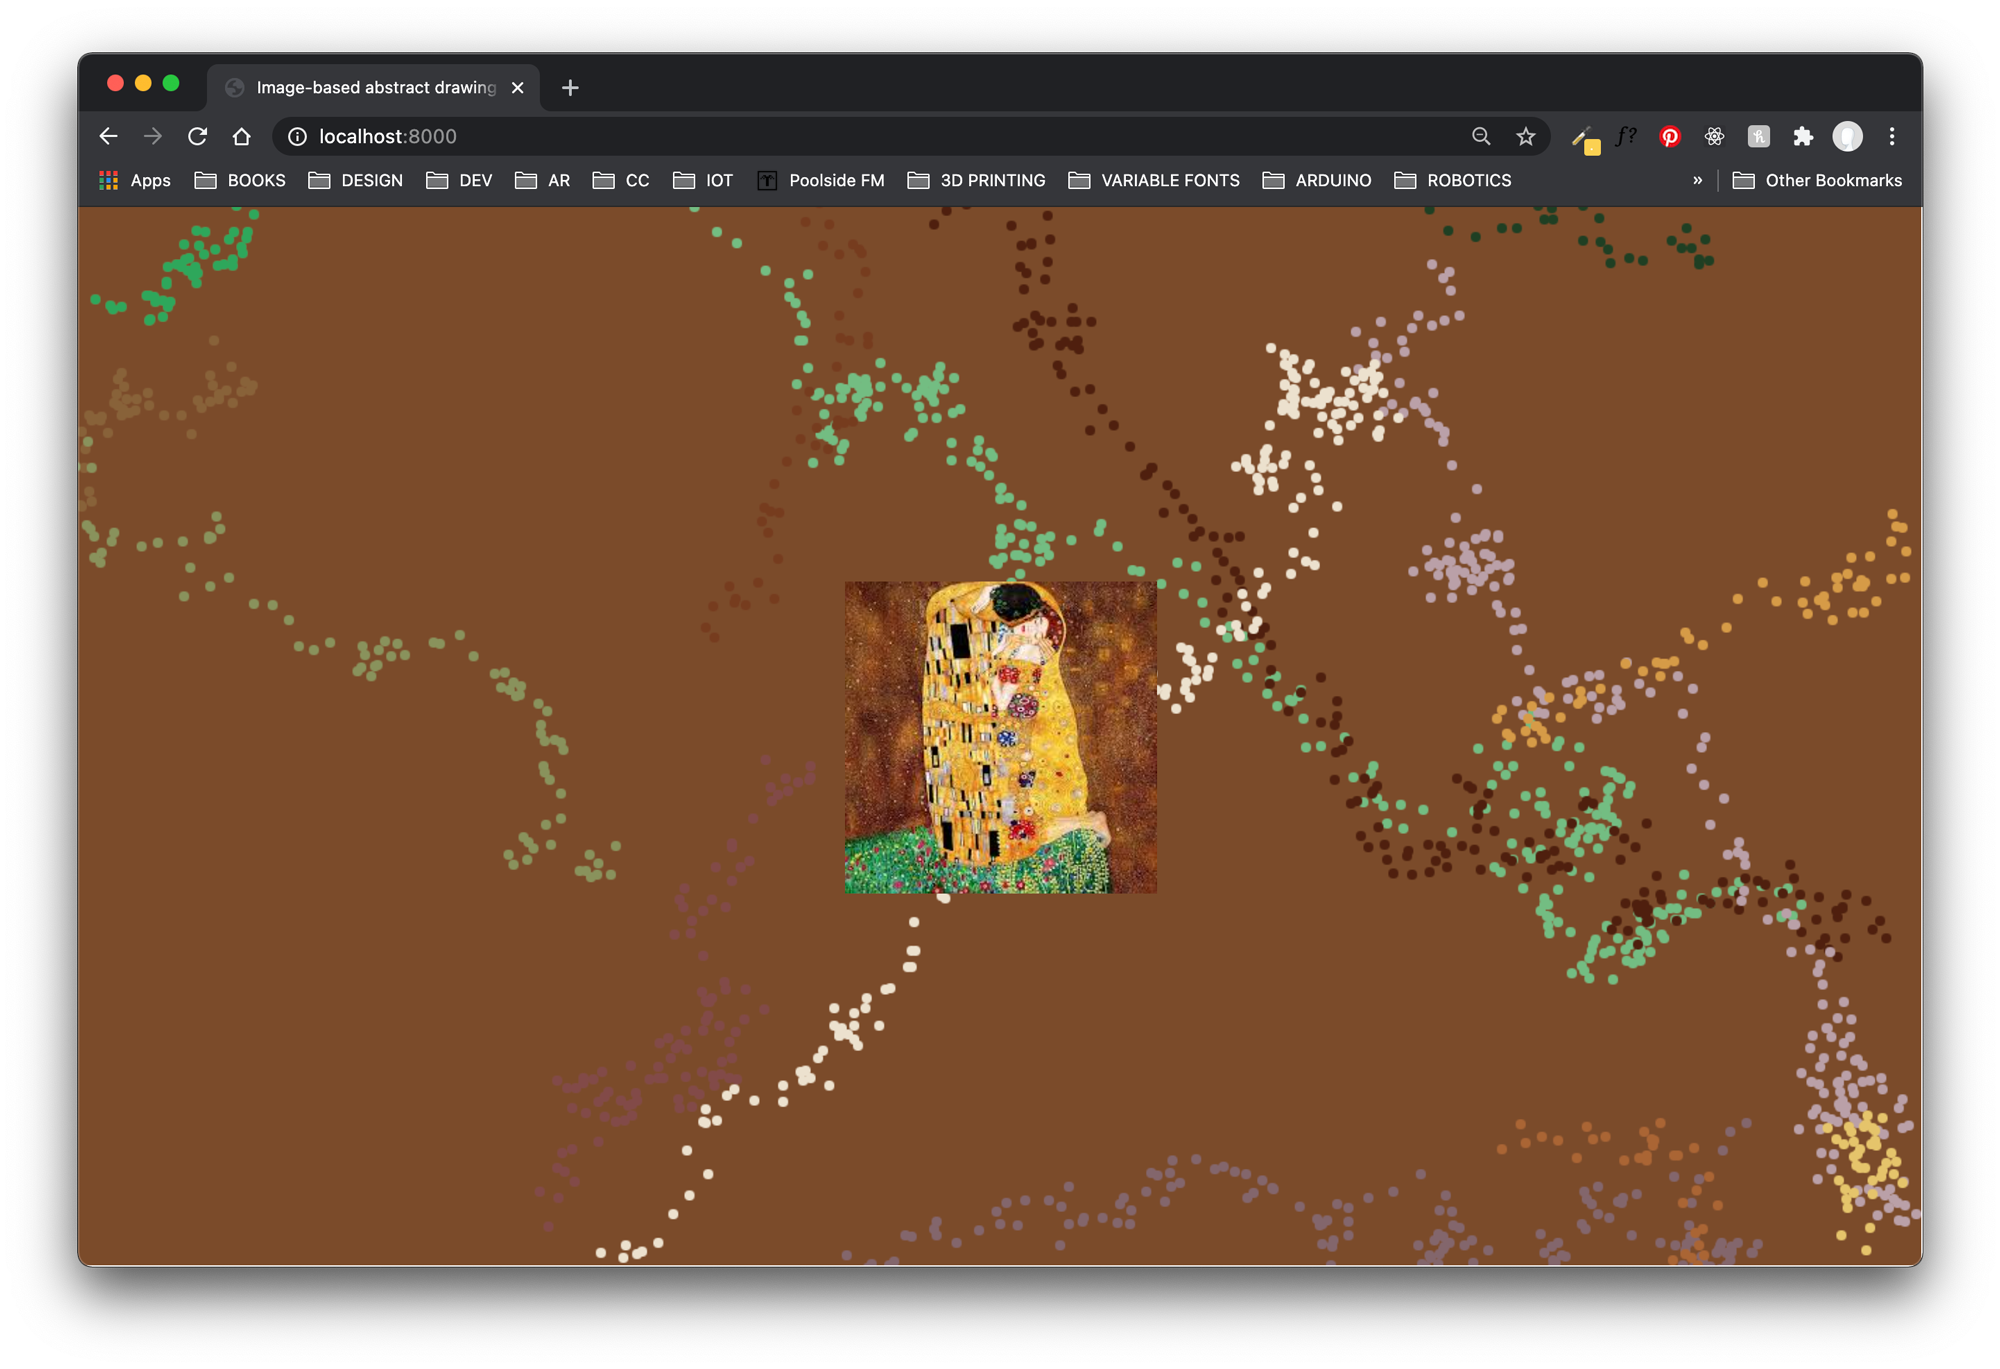 Image-based abstract drawing
localhost:8000
f?
Apps BOOKS DESIGN DEV AR CC IOT Poolside FM 3D PRINTING VARIABLE FONTS ARDUINO ROBOTICS » Other Bookmarks